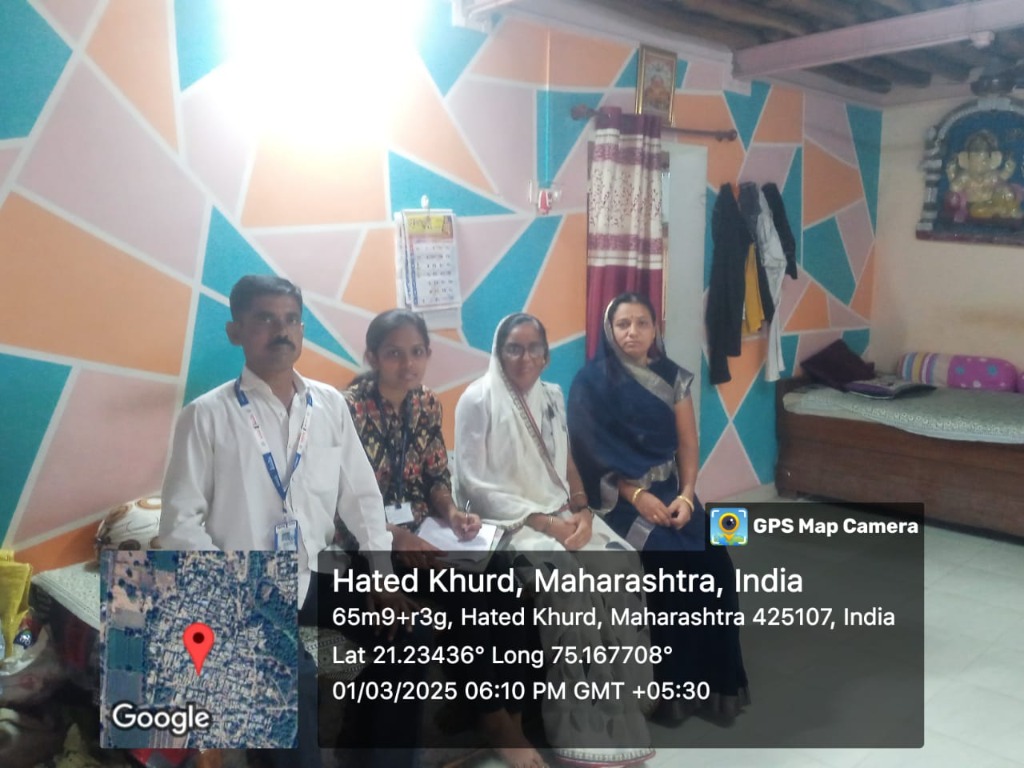 GPS Map Camera
Hated Khurd, Maharashtra, India
65m9+r3g, Hated Khurd, Maharashtra 425107, India
Lat 21.23436° Long 75.167708°
01/03/2025 06:10 PM GMT +05:30
Google